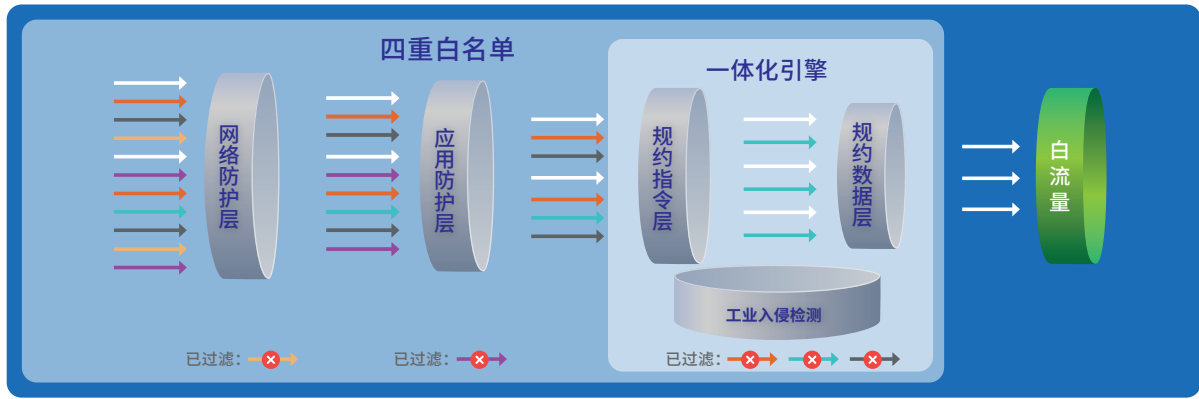 四重白名单
一体化引擎
网络防护层
应用防护层
规约指令层
规约数据层
白流量
工业入侵检测
已过滤：
已过滤：
已过滤：